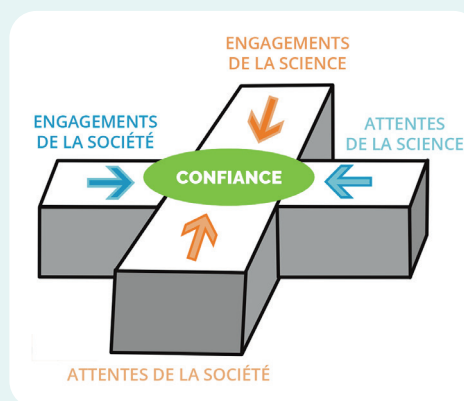 ENGAGEMENTS
DE LA SCIENCE
ENGAGEMENTS
DE LA SOCIÉTÉ
ATTENTES
DE LA SCIENCE
CONFIANCE
ATTENTES DE LA SOCIÉTÉ